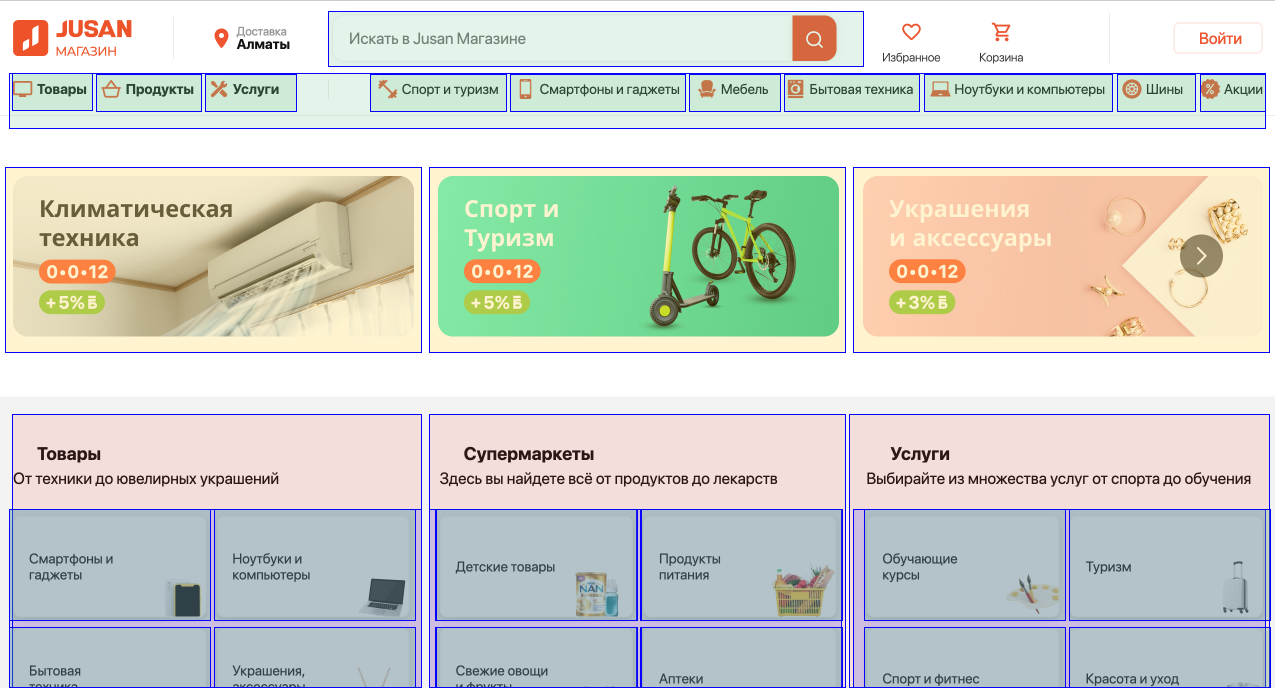 JUSAN
МАГАЗИН
Доставка
Алматы
Искать в Jusan Магазине
Избранное
Корзина
Войти
Товары
Продукты
Услуги
Спорт и туризм
Смартфоны и гаджеты
Мебель
Бытовая техника
Ноутбуки и компьютеры
Шины
Акции
Климатическая
техника
0•0•12
+5%Б
Спорт и
Туризм
0•0•12
+5%Б
Украшения
и аксессуары
0•0•12
+3%Б
Товары
От техники до ювелирных украшений
Смартфоны и
гаджеты
Ноутбуки и
компьютеры
Бытовая
техника
Украшения,
аксессуары
Супермаркеты
Здесь вы найдете всё от продуктов до лекарств
Детские товары
NAN
Продукты
питания
Свежие овощи
и фрукты
Аптеки
Услуги
Выбирайте из множества услуг от спорта до обучения
Обучающие
курсы
Туризм
Спорт и фитнес
Красота и уход